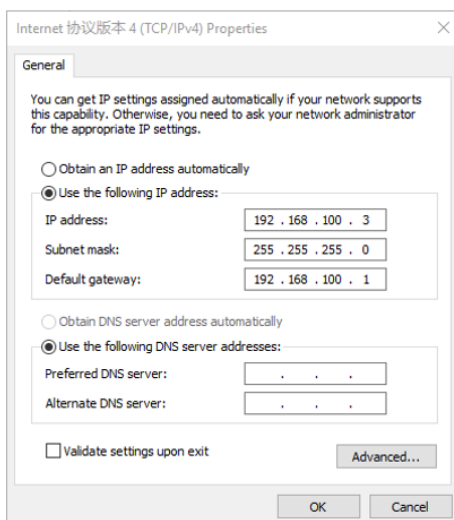 Internet 协议版本 4 (TCP/IPv4) Properties
General
You can get IP settings assigned automatically if your network supports
this capability. Otherwise, you need to ask your network administrator
for the appropriate IP settings.
Obtain an IP address automatically
Use the following IP address:
IP address: 192 . 168 . 100 . 3
Subnet mask: 255 . 255 . 255 . 0
Default gateway: 192 . 168 . 100 . 1
Obtain DNS server address automatically
Use the following DNS server addresses:
Preferred DNS server: . . .
Alternate DNS server: . . .
Validate settings upon exit
Advanced...
OK Cancel